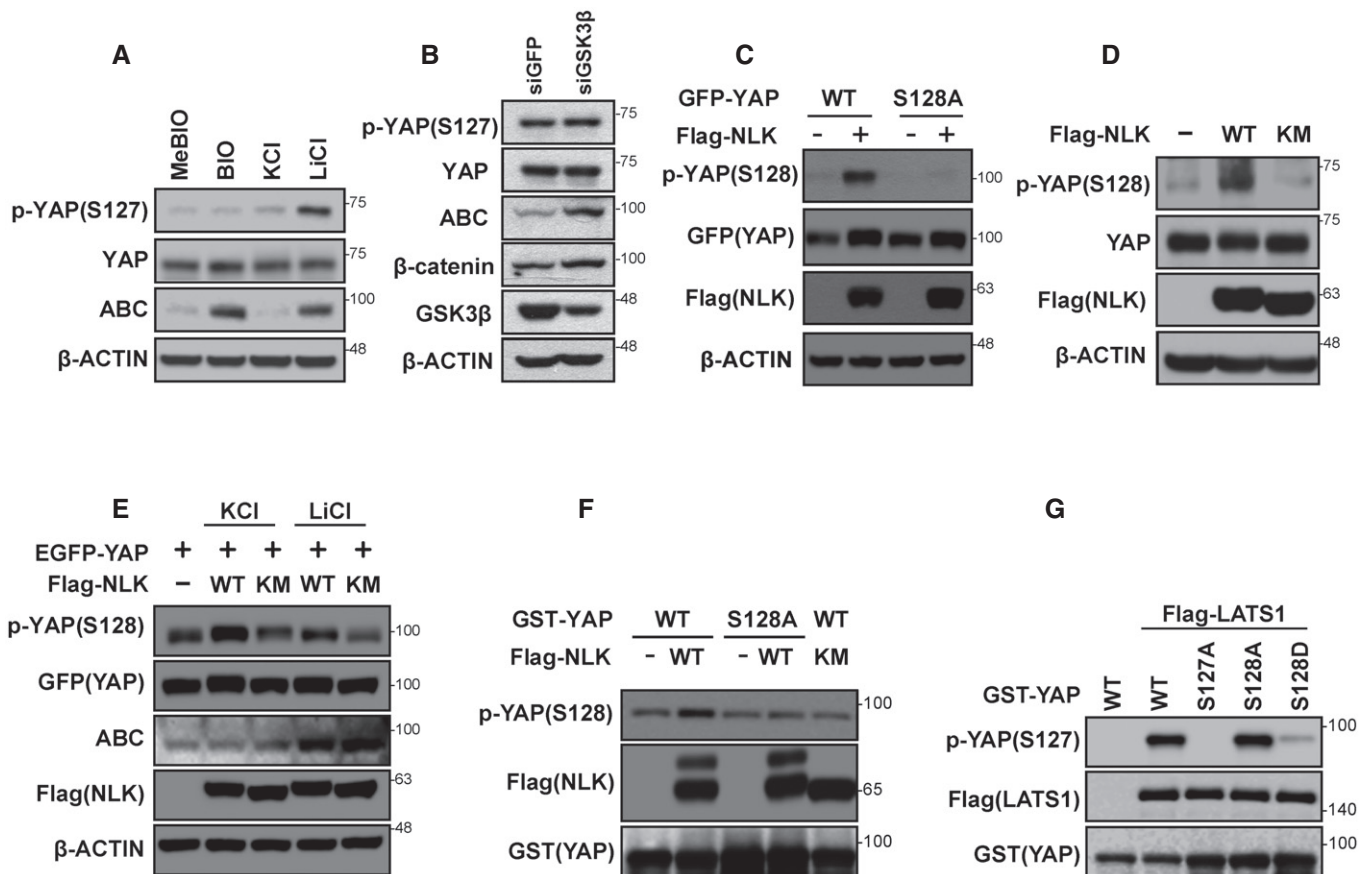 A
MeBIO BIO KCl LiCl
p-YAP(S127) -75
YAP -75
ABC -100
β-ACTIN -48
B
siGFP siGSK3β
p-YAP(S127) -75
YAP -75
ABC -100
β-catenin -100
GSK3β -48
β-ACTIN -48
C
GFP-YAP WT S128A
Flag-NLK - + - +
p-YAP(S128) -100
GFP(YAP) -100
Flag(NLK) -63
β-ACTIN -48
D
Flag-NLK - WT KM
p-YAP(S128) -75
YAP -75
Flag(NLK) -63
β-ACTIN -48
E
KCl LiCl
EGFP-YAP + + + + +
Flag-NLK - WT KM WT KM
p-YAP(S128) -100
GFP(YAP) -100
ABC -100
Flag(NLK) -63
β-ACTIN -48
F
GST-YAP WT S128A WT
Flag-NLK - WT - WT KM
p-YAP(S128) -100
Flag(NLK) -65
GST(YAP) -100
G
Flag-LATS1
GST-YAP WT WT S127A S128A S128D
p-YAP(S127) -100
Flag(LATS1) -140
GST(YAP) -100